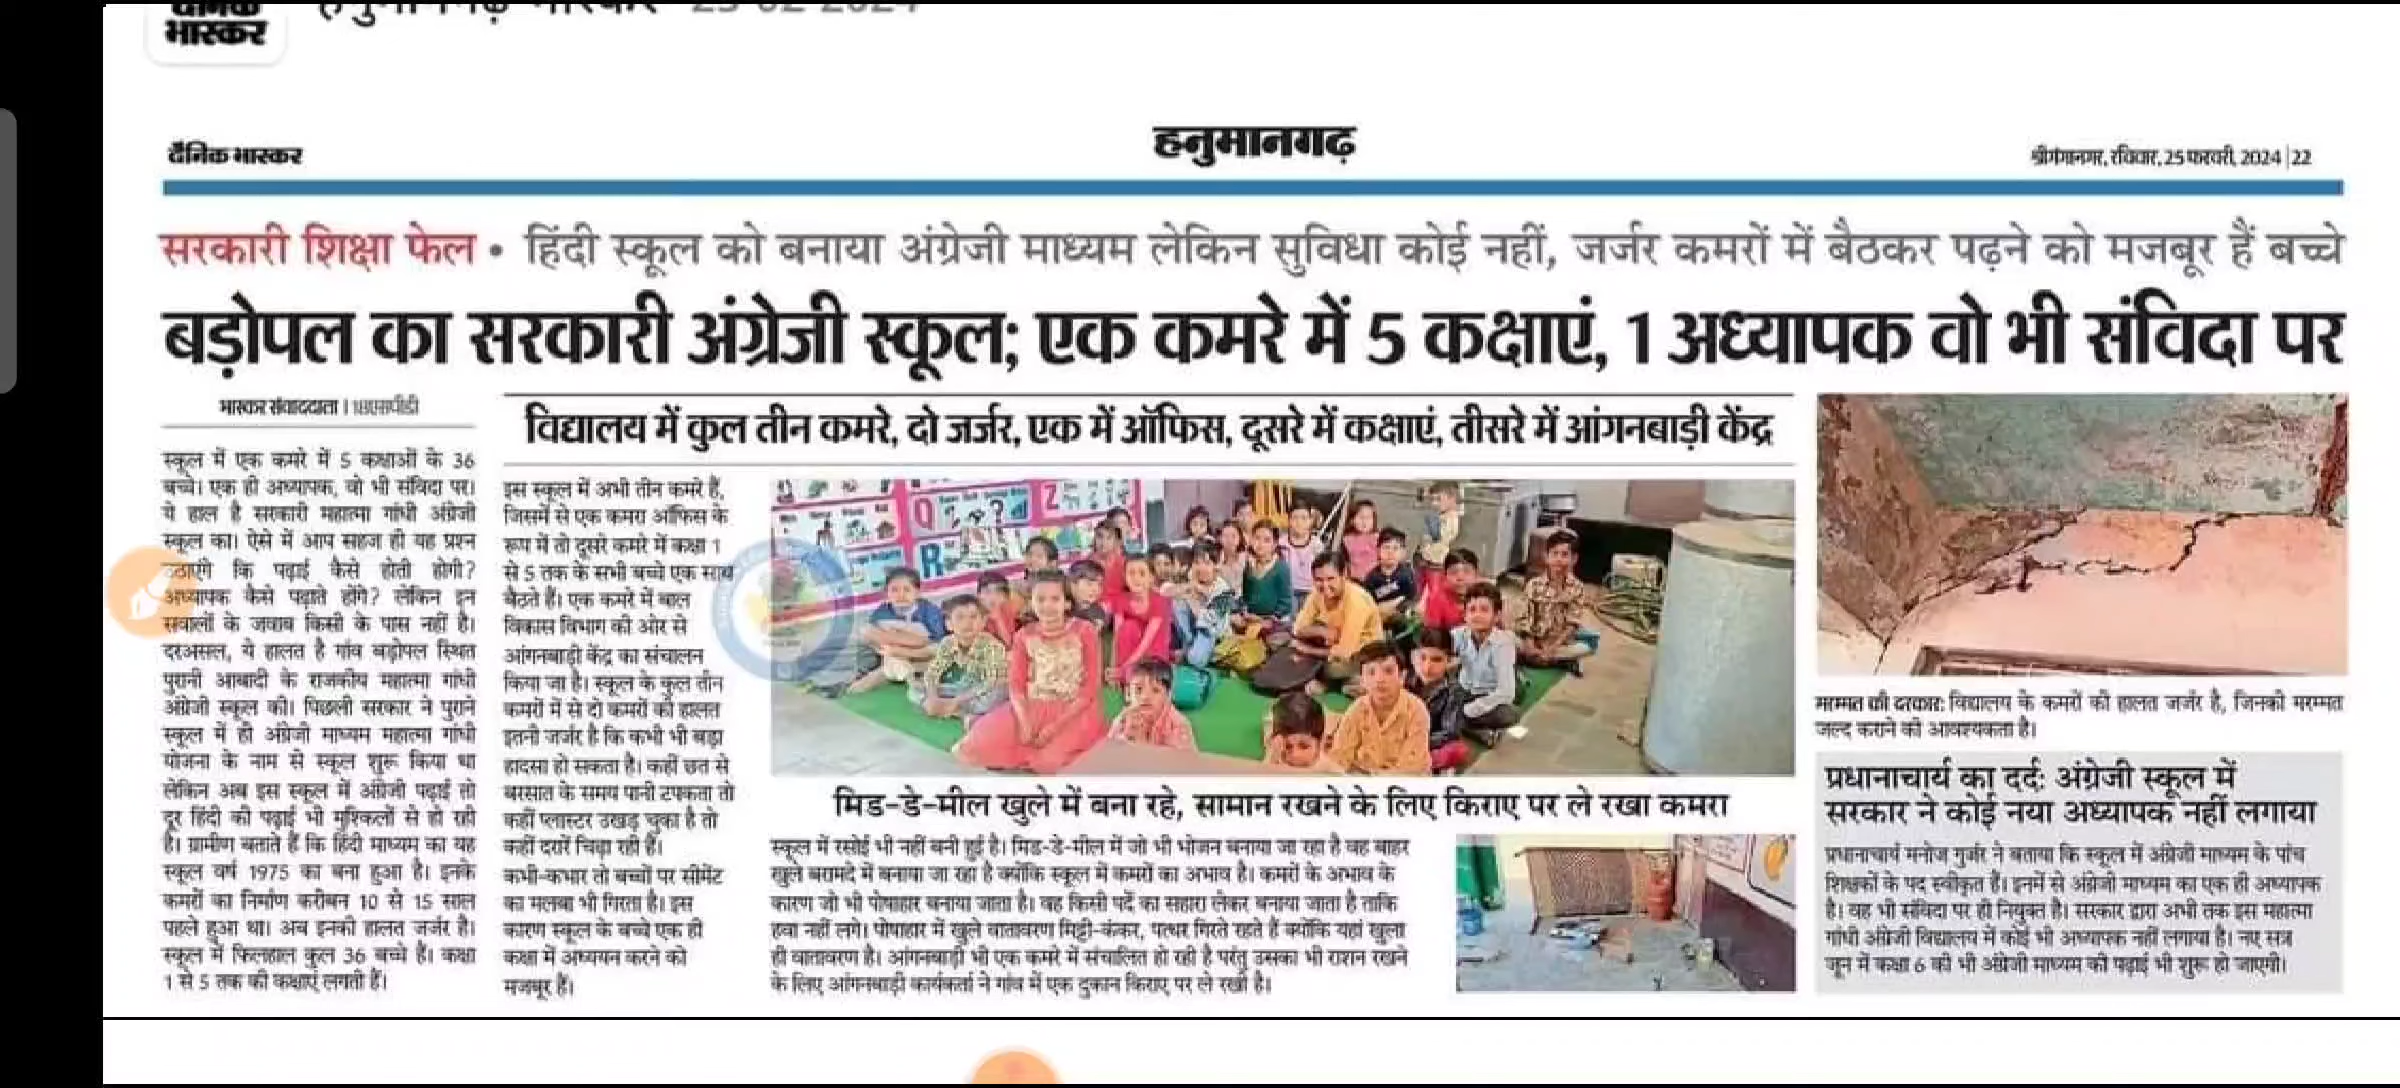 दैनिक
भास्कर
हनुमानगढ़ भास्कर 25-02-2024
दैनिक भास्कर
हनुमानगढ़
श्रीगंगानगर, रविवार, 25 फरवरी, 2024 | 22
सरकारी शिक्षा फेल • हिंदी स्कूल को बनाया अंग्रेजी माध्यम लेकिन सुविधा कोई नहीं, जर्जर कमरों में बैठकर पढ़ने को मजबूर हैं बच्चे
बड़ोपल का सरकारी अंग्रेजी स्कूल; एक कमरे में 5 कक्षाएं, 1 अध्यापक वो भी संविदा पर
भास्कर संवाददाता | 18एसपीडी
स्कूल में एक कमरे में 5 कक्षाओं के 36
बच्चे। एक ही अध्यापक, वो भी संविदा पर।
ये हाल है सरकारी महात्मा गांधी अंग्रेजी
स्कूल का। ऐसे में आप सहज ही यह प्रश्न
उठाएंगे कि पढ़ाई कैसे होती होगी?
अध्यापक कैसे पढ़ाते होंगे? लेकिन इन
सवालों के जवाब किसी के पास नहीं है।
दरअसल, ये हालत है गांव बड़ोपल स्थित
पुरानी आबादी के राजकीय महात्मा गांधी
अंग्रेजी स्कूल की। पिछली सरकार ने पुराने
स्कूल में ही अंग्रेजी माध्यम महात्मा गांधी
योजना के नाम से स्कूल शुरू किया था
लेकिन अब इस स्कूल में अंग्रेजी पढ़ाई तो
दूर हिंदी की पढ़ाई भी मुश्किलों से हो रही
है। ग्रामीण बताते हैं कि हिंदी माध्यम का यह
स्कूल वर्ष 1975 का बना हुआ है। इनके
कमरों का निर्माण करीबन 10 से 15 साल
पहले हुआ था। अब इनकी हालत जर्जर है।
स्कूल में फिलहाल कुल 36 बच्चे हैं। कक्षा
1 से 5 तक की कक्षाएं लगती हैं।
विद्यालय में कुल तीन कमरे, दो जर्जर, एक में ऑफिस, दूसरे में कक्षाएं, तीसरे में आंगनबाड़ी केंद्र
इस स्कूल में अभी तीन कमरे हैं,
जिसमें से एक कमरा ऑफिस के
रूप में तो दूसरे कमरे में कक्षा 1
से 5 तक के सभी बच्चे एक साथ
बैठते हैं। एक कमरे में बाल
विकास विभाग की ओर से
आंगनबाड़ी केंद्र का संचालन
किया जा है। स्कूल के कुल तीन
कमरों में से दो कमरों की हालत
इतनी जर्जर है कि कभी भी बड़ा
हादसा हो सकता है। कहीं छत से
बरसात के समय पानी टपकता तो
कहीं प्लास्टर उखड़ चुका है तो
कहीं दरारें चिढ़ा रही हैं।
कभी-कभार तो बच्चों पर सीमेंट
का मलबा भी गिरता है। इस
कारण स्कूल के बच्चे एक ही
कक्षा में अध्ययन करने को
मजबूर हैं।
Q
Z
R
मिड-डे-मील खुले में बना रहे, सामान रखने के लिए किराए पर ले रखा कमरा
स्कूल में रसोई भी नहीं बनी हुई है। मिड-डे-मील में जो भी भोजन बनाया जा रहा है वह बाहर
खुले बरामदे में बनाया जा रहा है क्योंकि स्कूल में कमरों का अभाव है। कमरों के अभाव के
कारण जो भी पोषाहार बनाया जाता है। वह किसी पर्दे का सहारा लेकर बनाया जाता है ताकि
हवा नहीं लगे। पोषाहार में खुले वातावरण मिट्टी-कंकर, पत्थर गिरते रहते हैं क्योंकि यहां खुला
ही वातावरण है। आंगनबाड़ी भी एक कमरे में संचालित हो रही है परंतु उसका भी राशन रखने
के लिए आंगनबाड़ी कार्यकर्ता ने गांव में एक दुकान किराए पर ले रखी है।
मरम्मत की दरकार: विद्यालय के कमरों की हालत जर्जर है, जिनकी मरम्मत
जल्द कराने की आवश्यकता है।
प्रधानाचार्य का दर्द: अंग्रेजी स्कूल में
सरकार ने कोई नया अध्यापक नहीं लगाया
प्रधानाचार्य मनोज गुर्जर ने बताया कि स्कूल में अंग्रेजी माध्यम के पांच
शिक्षकों के पद स्वीकृत हैं। इनमें से अंग्रेजी माध्यम का एक ही अध्यापक
है। वह भी संविदा पर ही नियुक्त है। सरकार द्वारा अभी तक इस महात्मा
गांधी अंग्रेजी विद्यालय में कोई भी अध्यापक नहीं लगाया है। नए सत्र
जून में कक्षा 6 की भी अंग्रेजी माध्यम की पढ़ाई भी शुरू हो जाएगी।